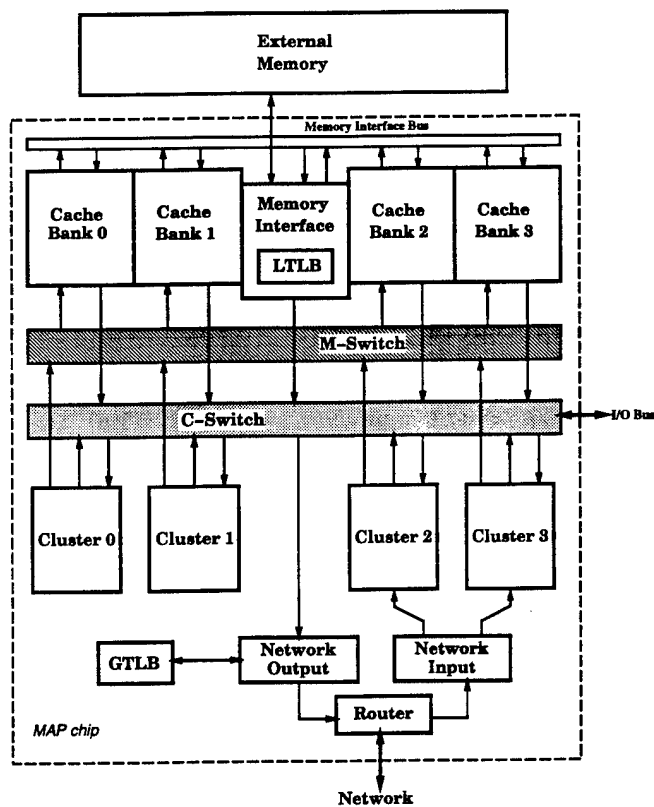 External
Memory
Memory Interface Bus
Cache
Bank 0
Cache
Bank 1
Memory
Interface
LTLB
Cache
Bank 2
Cache
Bank 3
M-Switch
C-Switch
I/O Bus
Cluster 0
Cluster 1
Cluster 2
Cluster 3
GTLB
Network
Output
Network
Input
Router
MAP chip
Network